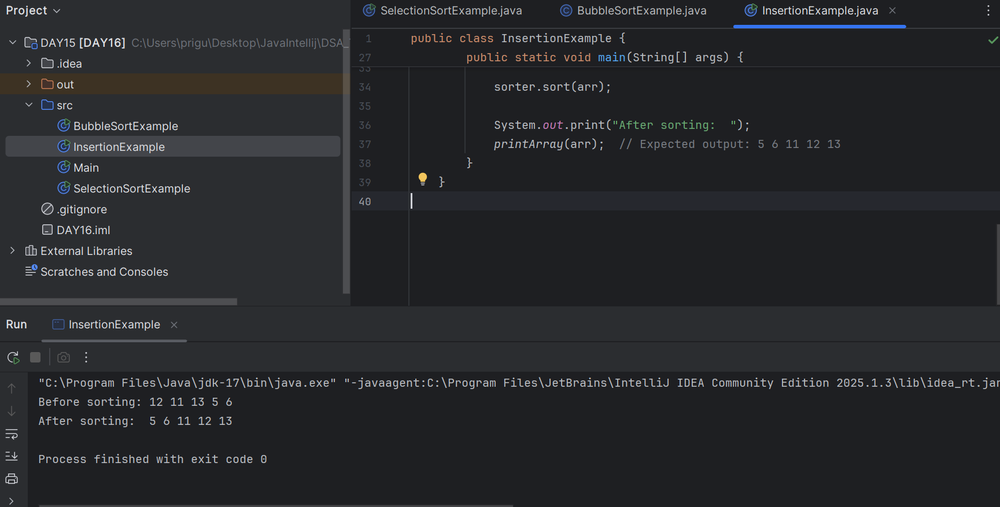 Project
DAY15 [DAY16] C:\Users\prigu\Desktop\JavaIntellij\DSA_
.idea
out
src
BubbleSortExample
InsertionExample
Main
SelectionSortExample
.gitignore
DAY16.iml
External Libraries
Scratches and Consoles
SelectionSortExample.java BubbleSortExample.java InsertionExample.java
1 public class InsertionExample {
27 public static void main(String[] args) {
33
34 sorter.sort(arr);
35
36 System.out.print("After sorting:  ");
37 printArray(arr);  // Expected output: 5 6 11 12 13
38 }
39 }
40
Run InsertionExample
"C:\Program Files\Java\jdk-17\bin\java.exe" "-javaagent:C:\Program Files\JetBrains\IntelliJ IDEA Community Edition 2025.1.3\lib\idea_rt.jar
Before sorting: 12 11 13 5 6
After sorting:  5 6 11 12 13
Process finished with exit code 0